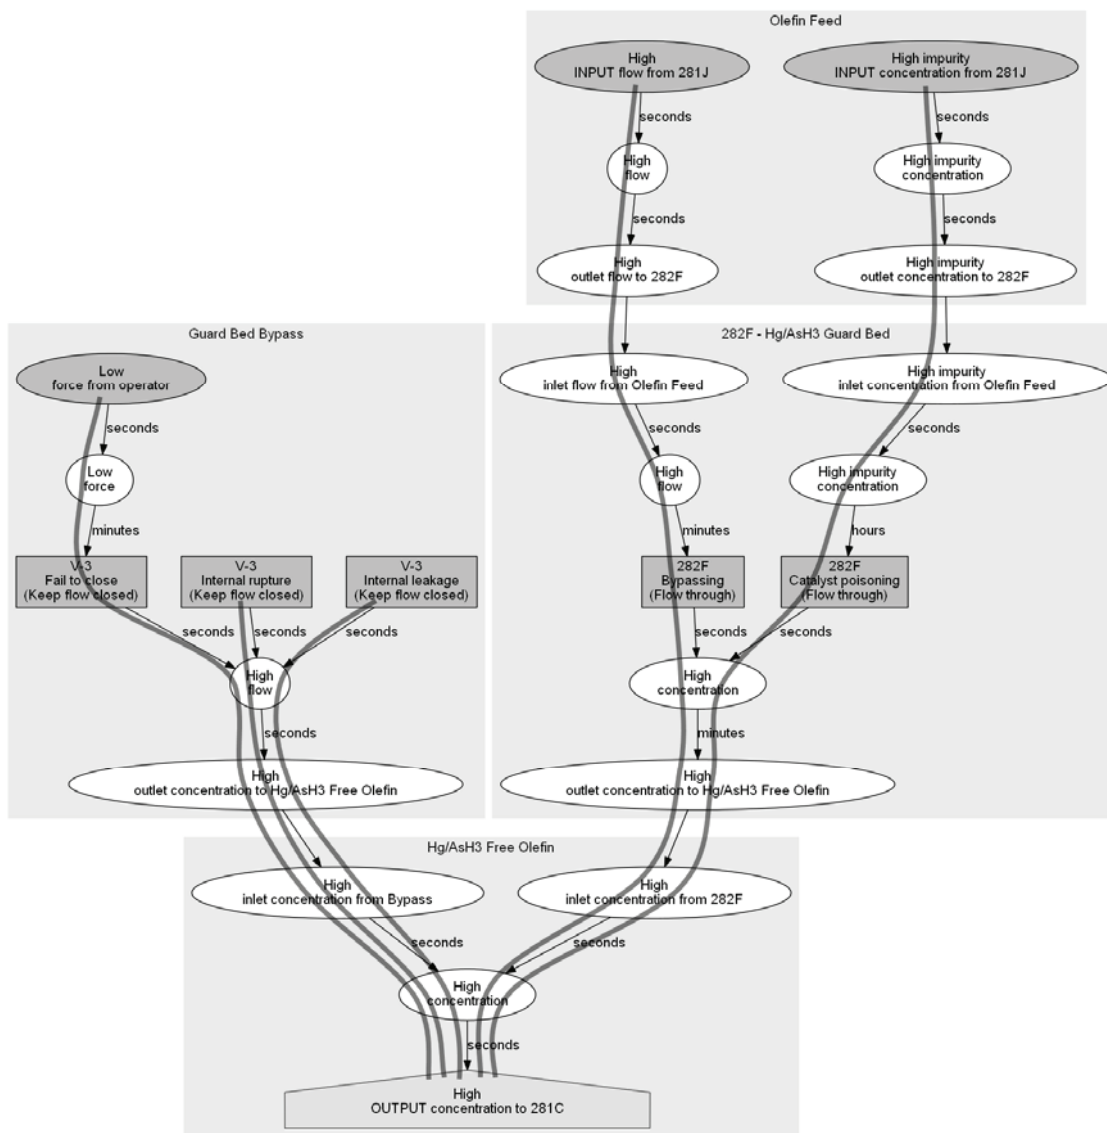 Olefin Feed
High
INPUT flow from 281J
High impurity
INPUT concentration from 281J
seconds
seconds
High
flow
High impurity
concentration
seconds
seconds
High
outlet flow to 282F
High impurity
outlet concentration to 282F
Guard Bed Bypass
282F - Hg/AsH3 Guard Bed
Low
force from operator
High
inlet flow from Olefin Feed
High impurity
inlet concentration from Olefin Feed
seconds
seconds
seconds
Low
force
High
flow
High impurity
concentration
minutes
minutes
hours
V-3
Fail to close
(Keep flow closed)
V-3
Internal rupture
(Keep flow closed)
V-3
Internal leakage
(Keep flow closed)
282F
Bypassing
(Flow through)
282F
Catalyst poisoning
(Flow through)
seconds
seconds
seconds
seconds
seconds
High
flow
High
concentration
seconds
minutes
High
outlet concentration to Hg/AsH3 Free Olefin
High
outlet concentration to Hg/AsH3 Free Olefin
Hg/AsH3 Free Olefin
High
inlet concentration from Bypass
High
inlet concentration from 282F
seconds
seconds
High
concentration
seconds
High
OUTPUT concentration to 281C